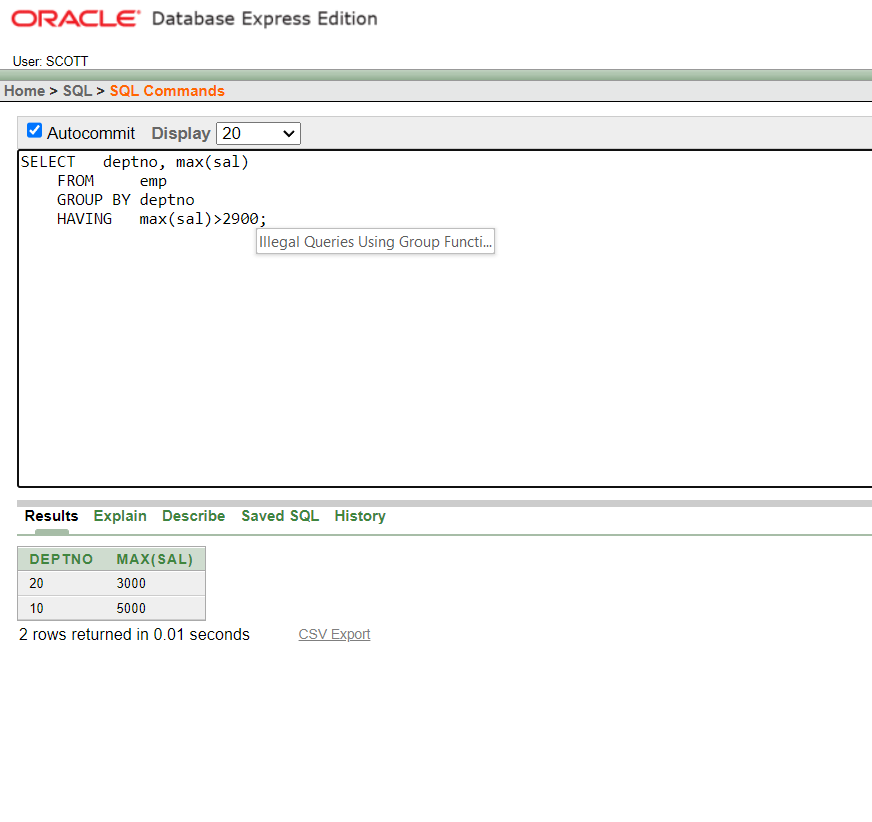 ORACLE Database Express Edition
User: SCOTT
Home > SQL > SQL Commands
Autocommit Display 20
SELECT   deptno, max(sal)
    FROM     emp
    GROUP BY deptno
    HAVING   max(sal)>2900;
Illegal Queries Using Group Functi...
Results Explain Describe Saved SQL History
DEPTNO MAX(SAL)
20 3000
10 5000
2 rows returned in 0.01 seconds CSV Export